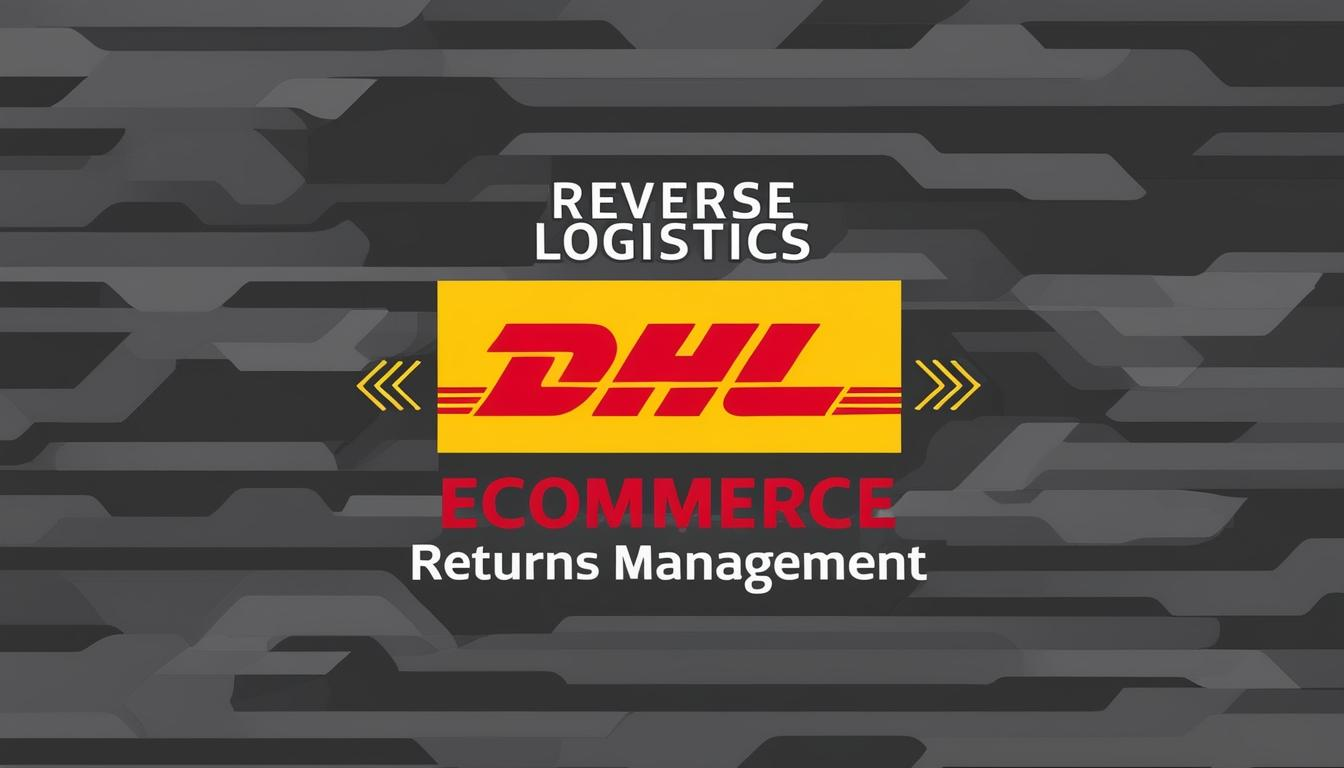 REVERSE
LOGISTICS
DHL
ECOMMERCE
Returns Management